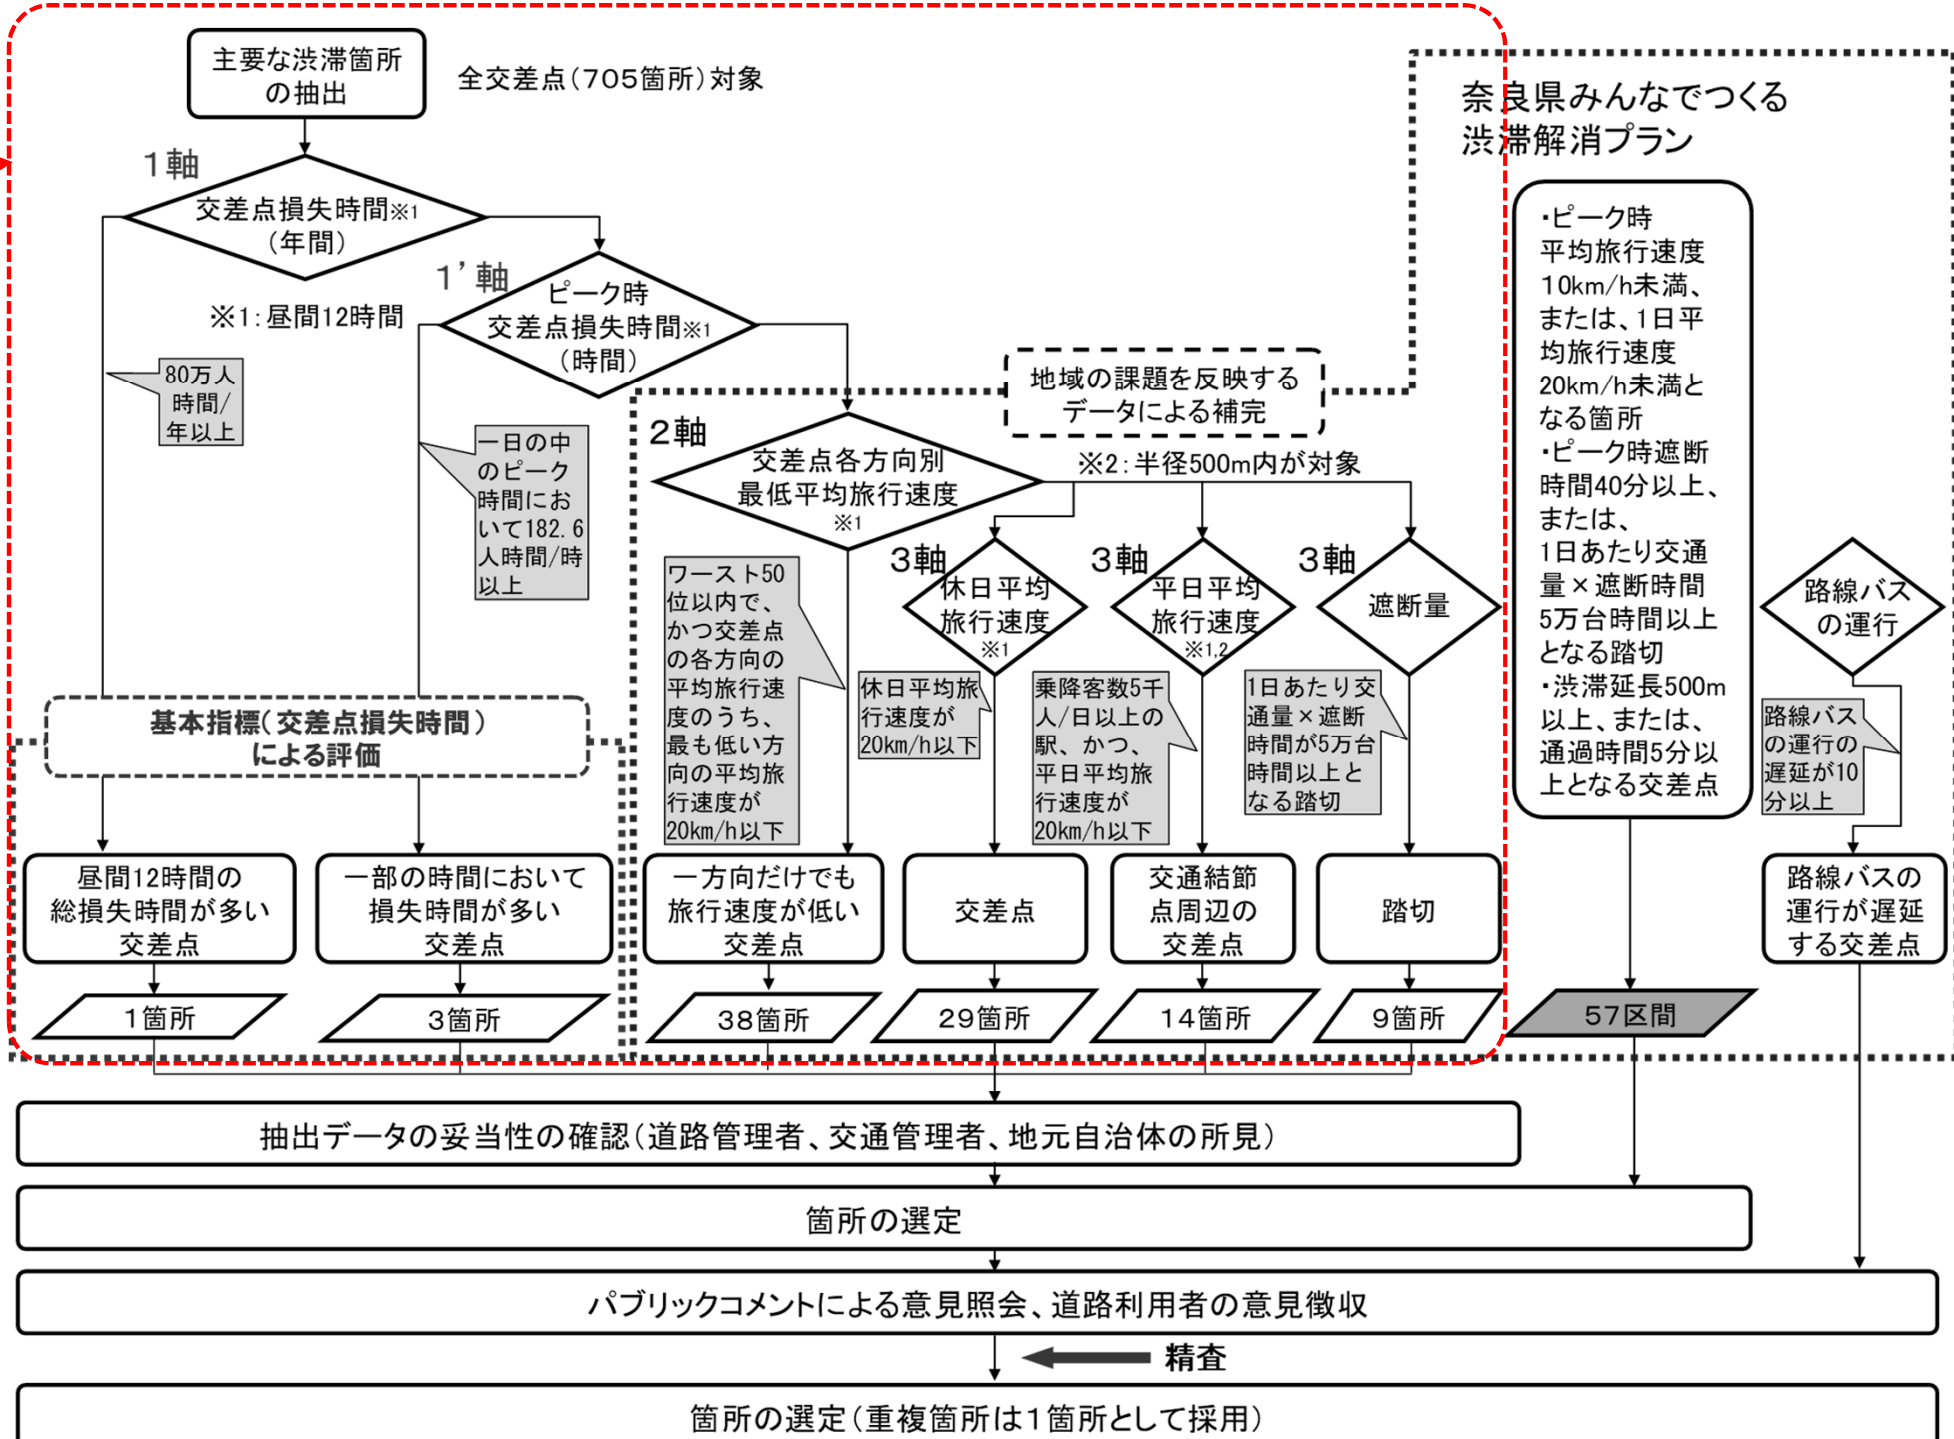 主要な渋滞箇所
の抽出
全交差点(705箇所)対象
1軸
交差点損失時間※1
(年間)
※1:昼間12時間
80万人
時間/
年以上
1’軸
ピーク時
交差点損失時間※1
(時間)
一日の中
のピーク
時間にお
いて182.6
人時間/時
以上
基本指標(交差点損失時間)
による評価
地域の課題を反映する
データによる補完
2軸
交差点各方向別
最低平均旅行速度
※1
※2:半径500m内が対象
ワースト50
位以内で、
かつ交差点
の各方向の
平均旅行速
度のうち、
最も低い方
向の平均旅
行速度が
20km/h以下
3軸
休日平均
旅行速度
※1
休日平均旅
行速度が
20km/h以下
3軸
平日平均
旅行速度
※1,2
乗降客数5千
人/日以上の
駅、かつ、
平日平均旅
行速度が
20km/h以下
3軸
遮断量
1日あたり交
通量×遮断
時間が5万台
時間以上と
なる踏切
奈良県みんなでつくる
渋滞解消プラン
・ピーク時
平均旅行速度
10km/h未満、
または、1日平
均旅行速度
20km/h未満と
なる箇所
・ピーク時遮断
時間40分以上、
または、
1日あたり交通
量×遮断時間
5万台時間以上
となる踏切
・渋滞延長500m
以上、または、
通過時間5分以
上となる交差点
路線バス
の運行
路線バス
の運行の
遅延が10
分以上
昼間12時間の
総損失時間が多い
交差点
一部の時間において
損失時間が多い
交差点
一方向だけでも
旅行速度が低い
交差点
交差点
交通結節
点周辺の
交差点
踏切
路線バスの
運行が遅延
する交差点
1箇所
3箇所
38箇所
29箇所
14箇所
9箇所
57区間
抽出データの妥当性の確認(道路管理者、交通管理者、地元自治体の所見)
箇所の選定
パブリックコメントによる意見照会、道路利用者の意見徴収
精査
箇所の選定(重複箇所は1箇所として採用)